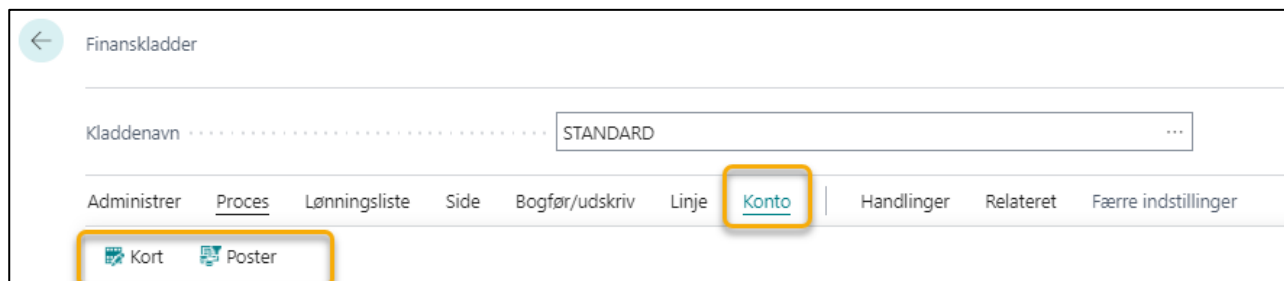 Finanskladder
Kladdenavn STANDARD ...
Administrer Proces Lønningsliste Side Bogfør/udskriv Linje Konto Handlinger Relateret Færre indstillinger
Kort Poster